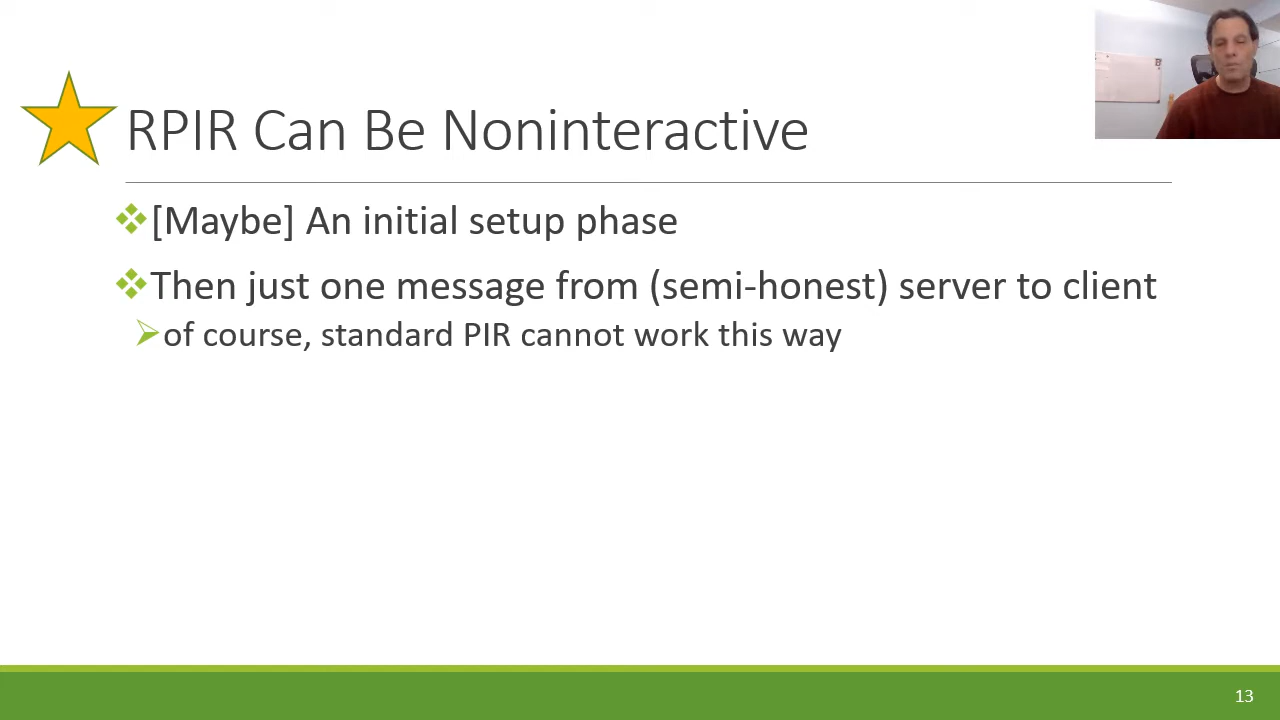 RPIR Can Be Noninteractive
[Maybe] An initial setup phase
Then just one message from (semi-honest) server to client
of course, standard PIR cannot work this way
13